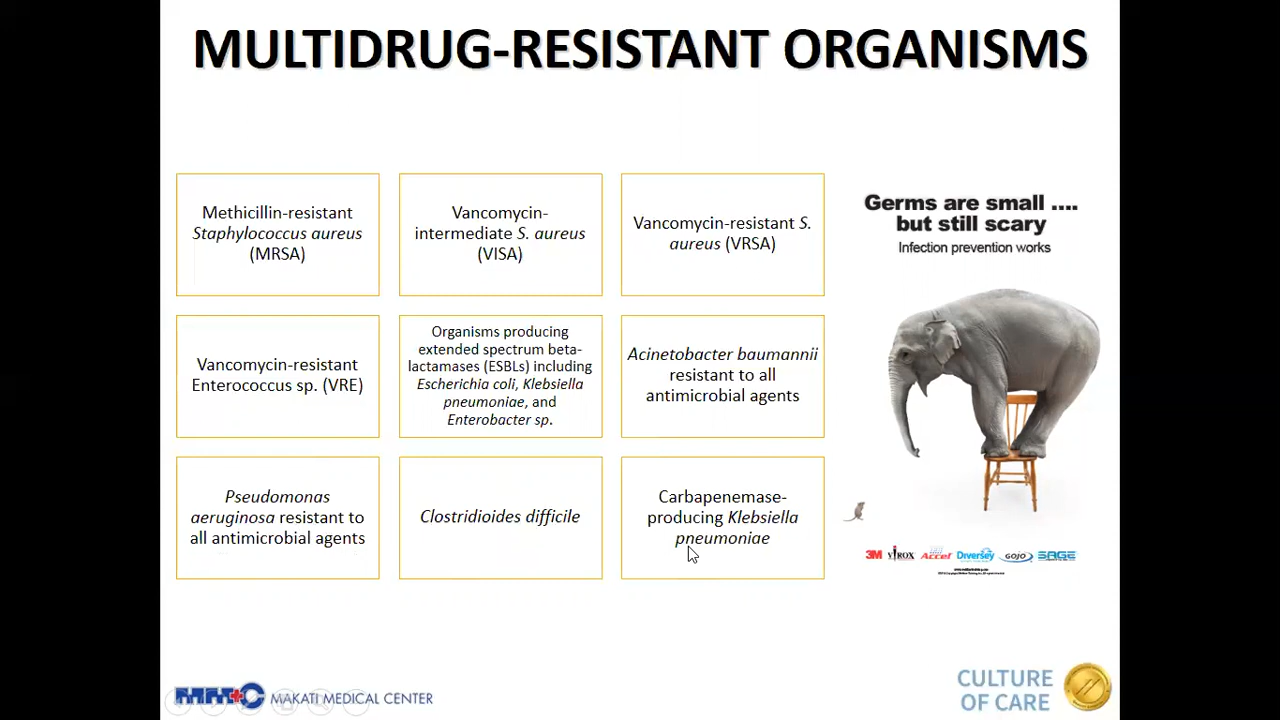 MULTIDRUG-RESISTANT ORGANISMS
Methicillin-resistant
Staphylococcus aureus
(MRSA)
Vancomycin-
intermediate S. aureus
(VISA)
Vancomycin-resistant S.
aureus (VRSA)
Vancomycin-resistant
Enterococcus sp. (VRE)
Organisms producing
extended spectrum beta-
lactamases (ESBLs) including
Escherichia coli, Klebsiella
pneumoniae, and
Enterobacter sp.
Acinetobacter baumannii
resistant to all
antimicrobial agents
Pseudomonas
aeruginosa resistant to
all antimicrobial agents
Clostridioides difficile
Carbapenemase-
producing Klebsiella
pneumoniae
Germs are small ....
but still scary
Infection prevention works
3M VIROX Accel Diversey GOJO SAGE
MMC MAKATI MEDICAL CENTER
CULTURE
OF CARE